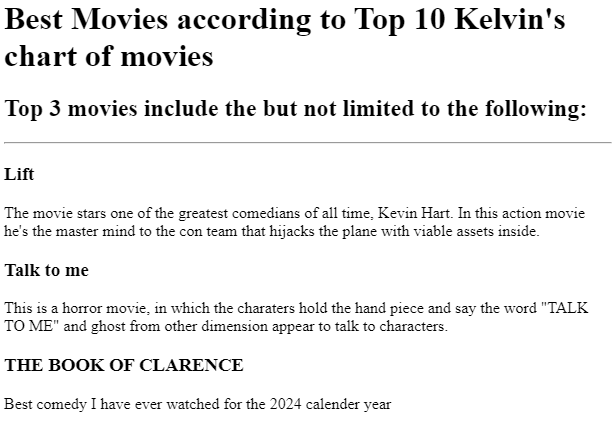 Best Movies according to Top 10 Kelvin's
chart of movies
Top 3 movies include the but not limited to the following:
Lift
The movie stars one of the greatest comedians of all time, Kevin Hart. In this action movie
he's the master mind to the con team that hijacks the plane with viable assets inside.
Talk to me
This is a horror movie, in which the charaters hold the hand piece and say the word "TALK
TO ME" and ghost from other dimension appear to talk to characters.
THE BOOK OF CLARENCE
Best comedy I have ever watched for the 2024 calender year